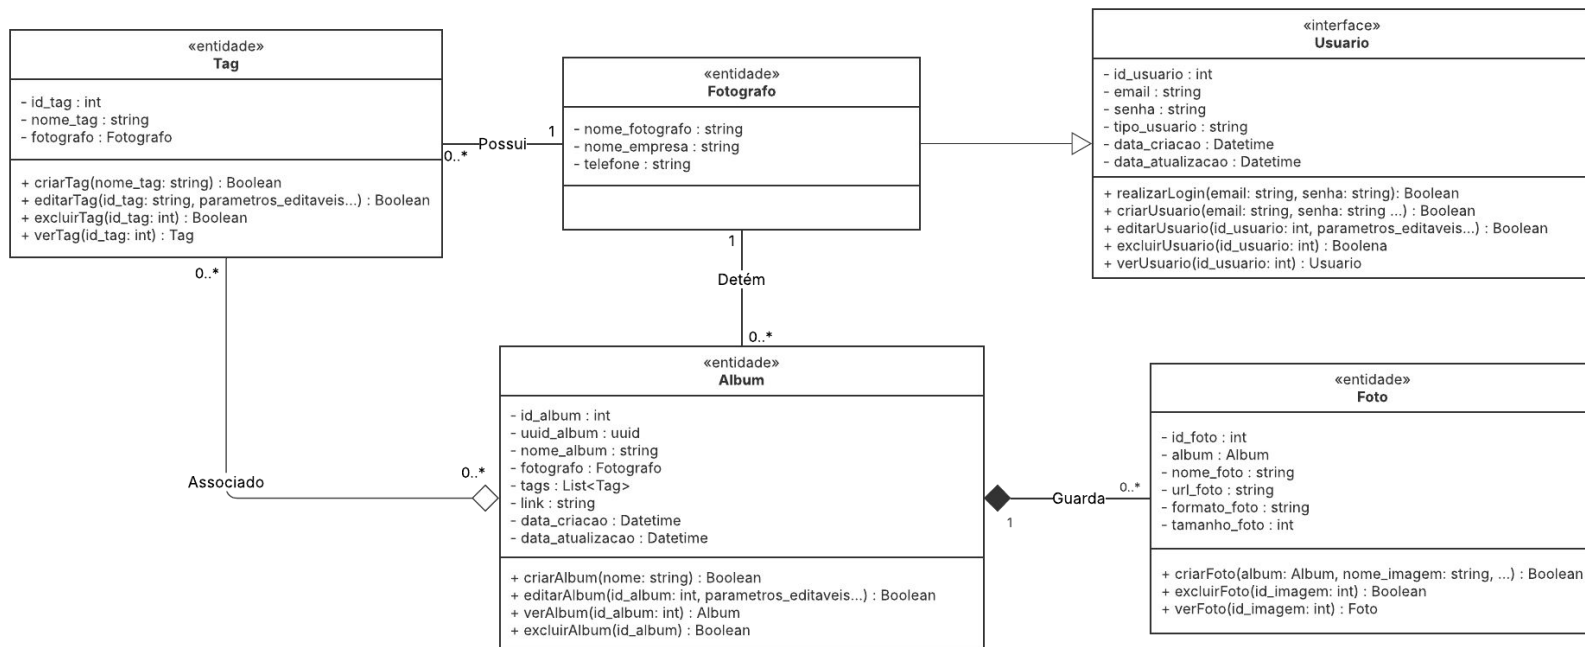 «entidade»
Tag
- id_tag : int
- nome_tag : string
- fotografo : Fotografo
+ criarTag(nome_tag: string) : Boolean
+ editarTag(id_tag: string, parametros_editaveis...) : Boolean
+ excluirTag(id_tag: int) : Boolean
+ verTag(id_tag: int) : Tag
0..*
Possui
1
«entidade»
Fotografo
- nome_fotografo : string
- nome_empresa : string
- telefone : string
«interface»
Usuario
- id_usuario : int
- email : string
- senha : string
- tipo_usuario : string
- data_criacao : Datetime
- data_atualizacao : Datetime
+ realizarLogin(email: string, senha: string): Boolean
+ criarUsuario(email: string, senha: string ...) : Boolean
+ editarUsuario(id_usuario: int, parametros_editaveis...) : Boolean
+ excluirUsuario(id_usuario: int) : Boolena
+ verUsuario(id_usuario: int) : Usuario
1
Detém
0..*
0..*
Associado
0..*
«entidade»
Album
- id_album : int
- uuid_album : uuid
- nome_album : string
- fotografo : Fotografo
- tags : List<Tag>
- link : string
- data_criacao : Datetime
- data_atualizacao : Datetime
+ criarAlbum(nome: string) : Boolean
+ editarAlbum(id_album: int, parametros_editaveis...) : Boolean
+ verAlbum(id_album: int) : Album
+ excluirAlbum(id_album) : Boolean
1
Guarda
0..*
«entidade»
Foto
- id_foto : int
- album : Album
- nome_foto : string
- url_foto : string
- formato_foto : string
- tamanho_foto : int
+ criarFoto(album: Album, nome_imagem: string, ...) : Boolean
+ excluirFoto(id_imagem: int) : Boolean
+ verFoto(id_imagem: int) : Foto